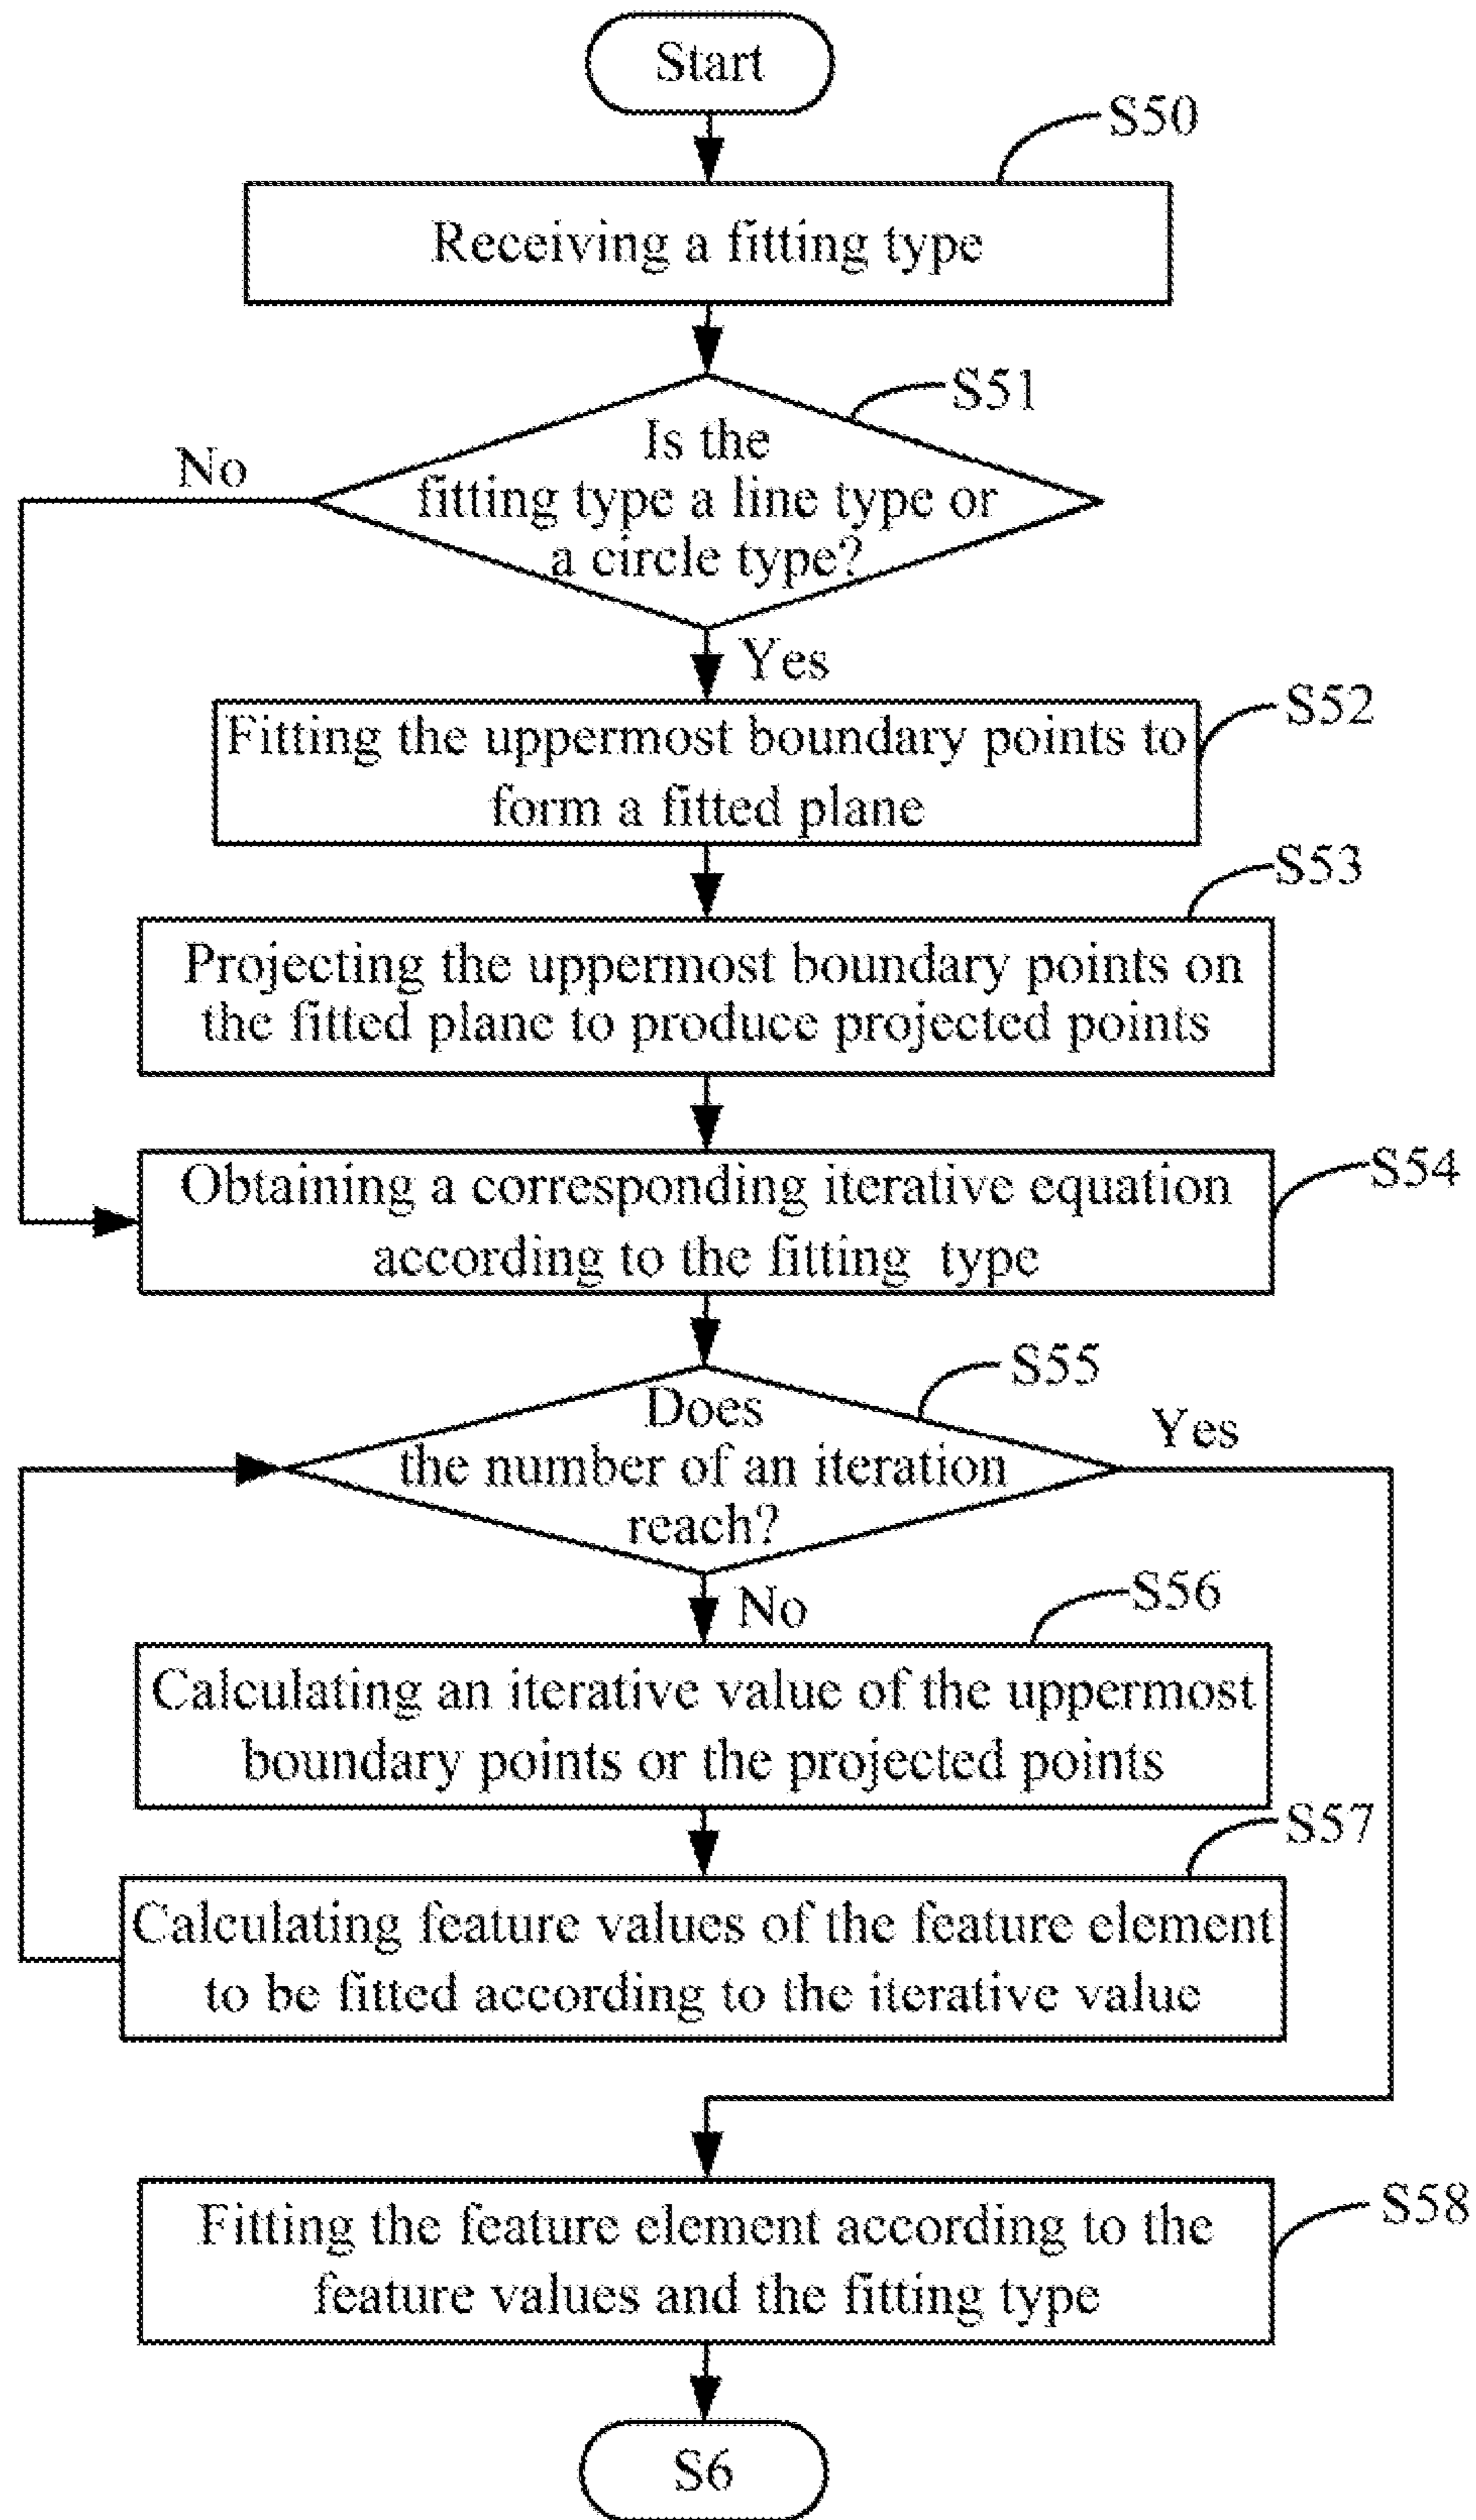 Start
S50
Receiving a fitting type
S51
Is the
fitting type a line type or
a circle type?
No
Yes
S52
Fitting the uppermost boundary points to
form a fitted plane
S53
Projecting the uppermost boundary points on
the fitted plane to produce projected points
S54
Obtaining a corresponding iterative equation
according to the fitting type
S55
Does
the number of an iteration
reach?
Yes
No
S56
Calculating an iterative value of the uppermost
boundary points or the projected points
S57
Calculating feature values of the feature element
to be fitted according to the iterative value
S58
Fitting the feature element according to the
feature values and the fitting type
S6